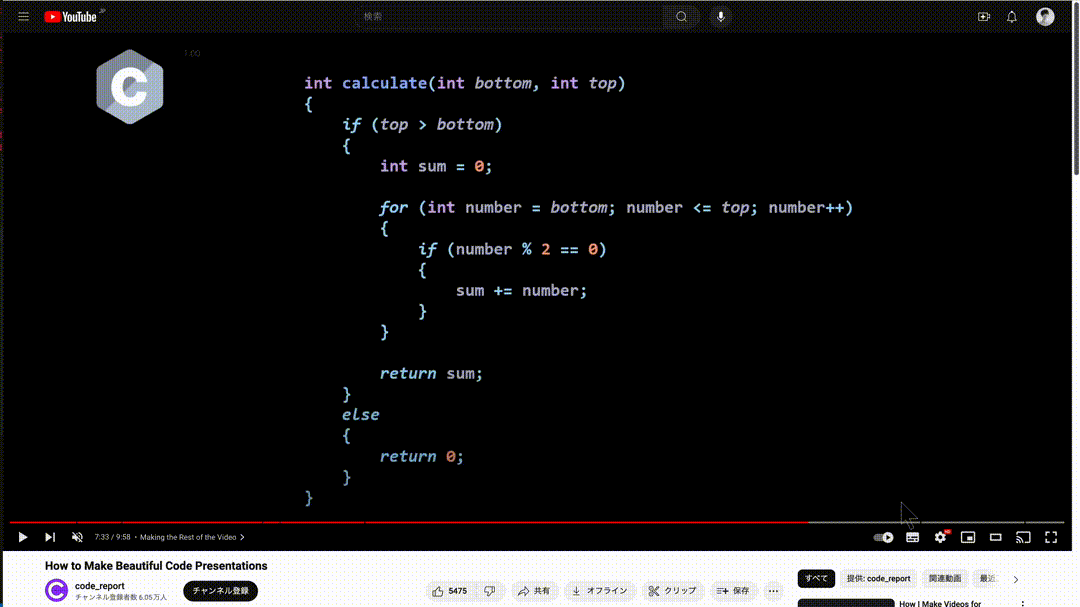 YouTube JP
検索
1:00
C
int calculate(int bottom, int top)
{
if (top > bottom)
{
int sum = 0;
for (int number = bottom; number <= top; number++)
{
if (number % 2 == 0)
{
sum += number;
}
}
return sum;
}
else
{
return 0;
}
}
7:33 / 9:58 • Making the Rest of the Video >
HD
How to Make Beautiful Code Presentations
code_report
チャンネル登録者数 6.05万人
チャンネル登録
5475
共有
オフライン
クリップ
保存
すべて
提供: code_report
関連動画
最近
How I Make Videos for